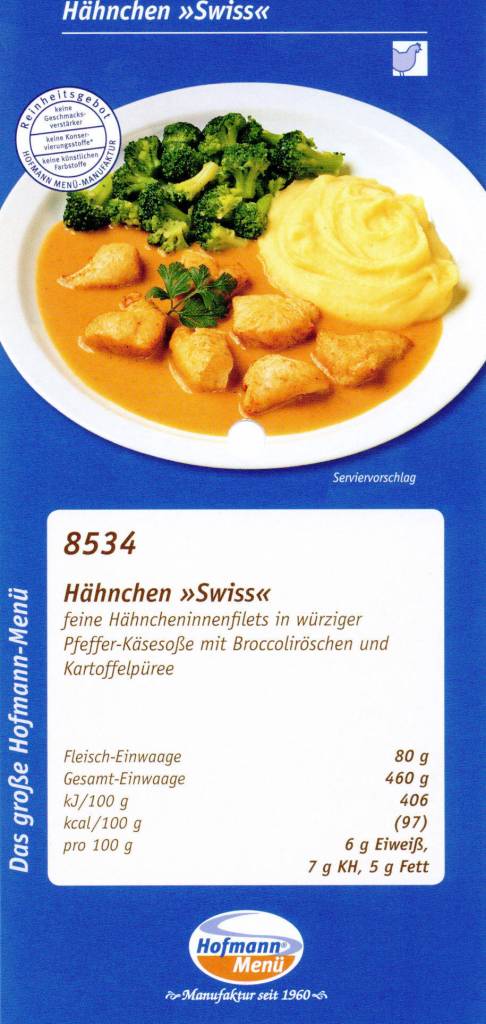 Hähnchen »Swiss«
Reinheitsgebot
keine
Geschmacks-
verstärker
keine Konser-
vierungsstoffe*
keine künstlichen
Farbstoffe
HOFMANN MENÜ-MANUFAKTUR
Serviervorschlag
8534
Hähnchen »Swiss«
feine Hähncheninnenfilets in würziger
Pfeffer-Käsesoße mit Broccoliröschen und
Kartoffelpüree
Fleisch-Einwaage 80 g
Gesamt-Einwaage 460 g
kJ/100 g 406
kcal/100 g (97)
pro 100 g 6 g Eiweiß,
7 g KH, 5 g Fett
Das große Hofmann-Menü
Hofmann®
Menü
Manufaktur seit 1960